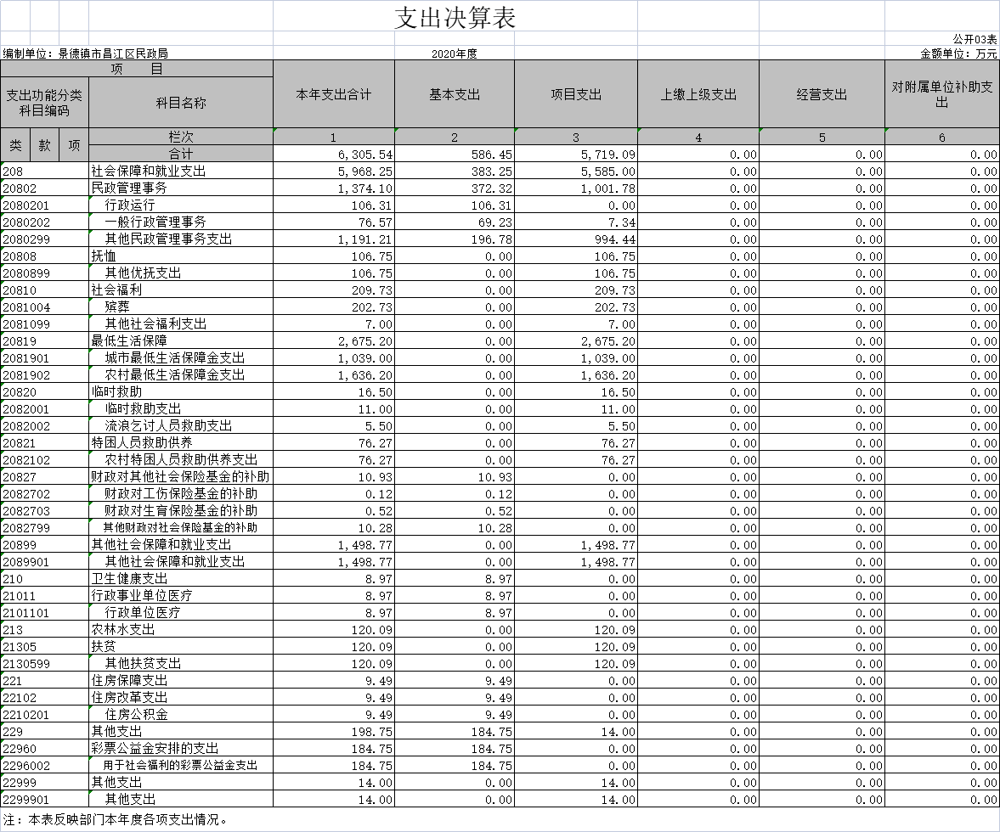 支出决算表
公开03表
编制单位：景德镇市昌江区民政局 2020年度 金额单位：万元
项 目 本年支出合计 基本支出 项目支出 上缴上级支出 经营支出 对附属单位补助支出
支出功能分类科目编码 科目名称
类 款 项 栏次 1 2 3 4 5 6
合计 6,305.54 586.45 5,719.09 0.00 0.00 0.00
208 社会保障和就业支出 5,968.25 383.25 5,585.00 0.00 0.00 0.00
20802 民政管理事务 1,374.10 372.32 1,001.78 0.00 0.00 0.00
2080201 行政运行 106.31 106.31 0.00 0.00 0.00 0.00
2080202 一般行政管理事务 76.57 69.23 7.34 0.00 0.00 0.00
2080299 其他民政管理事务支出 1,191.21 196.78 994.44 0.00 0.00 0.00
20808 抚恤 106.75 0.00 106.75 0.00 0.00 0.00
2080899 其他优抚支出 106.75 0.00 106.75 0.00 0.00 0.00
20810 社会福利 209.73 0.00 209.73 0.00 0.00 0.00
2081004 殡葬 202.73 0.00 202.73 0.00 0.00 0.00
2081099 其他社会福利支出 7.00 0.00 7.00 0.00 0.00 0.00
20819 最低生活保障 2,675.20 0.00 2,675.20 0.00 0.00 0.00
2081901 城市最低生活保障金支出 1,039.00 0.00 1,039.00 0.00 0.00 0.00
2081902 农村最低生活保障金支出 1,636.20 0.00 1,636.20 0.00 0.00 0.00
20820 临时救助 16.50 0.00 16.50 0.00 0.00 0.00
2082001 临时救助支出 11.00 0.00 11.00 0.00 0.00 0.00
2082002 流浪乞讨人员救助支出 5.50 0.00 5.50 0.00 0.00 0.00
20821 特困人员救助供养 76.27 0.00 76.27 0.00 0.00 0.00
2082102 农村特困人员救助供养支出 76.27 0.00 76.27 0.00 0.00 0.00
20827 财政对其他社会保险基金的补助 10.93 10.93 0.00 0.00 0.00 0.00
2082702 财政对工伤保险基金的补助 0.12 0.12 0.00 0.00 0.00 0.00
2082703 财政对生育保险基金的补助 0.52 0.52 0.00 0.00 0.00 0.00
2082799 其他财政对社会保险基金的补助 10.28 10.28 0.00 0.00 0.00 0.00
20899 其他社会保障和就业支出 1,498.77 0.00 1,498.77 0.00 0.00 0.00
2089901 其他社会保障和就业支出 1,498.77 0.00 1,498.77 0.00 0.00 0.00
210 卫生健康支出 8.97 8.97 0.00 0.00 0.00 0.00
21011 行政事业单位医疗 8.97 8.97 0.00 0.00 0.00 0.00
2101101 行政单位医疗 8.97 8.97 0.00 0.00 0.00 0.00
213 农林水支出 120.09 0.00 120.09 0.00 0.00 0.00
21305 扶贫 120.09 0.00 120.09 0.00 0.00 0.00
2130599 其他扶贫支出 120.09 0.00 120.09 0.00 0.00 0.00
221 住房保障支出 9.49 9.49 0.00 0.00 0.00 0.00
22102 住房改革支出 9.49 9.49 0.00 0.00 0.00 0.00
2210201 住房公积金 9.49 9.49 0.00 0.00 0.00 0.00
229 其他支出 198.75 184.75 14.00 0.00 0.00 0.00
22960 彩票公益金安排的支出 184.75 184.75 0.00 0.00 0.00 0.00
2296002 用于社会福利的彩票公益金支出 184.75 184.75 0.00 0.00 0.00 0.00
22999 其他支出 14.00 0.00 14.00 0.00 0.00 0.00
2299901 其他支出 14.00 0.00 14.00 0.00 0.00 0.00
注：本表反映部门本年度各项支出情况。